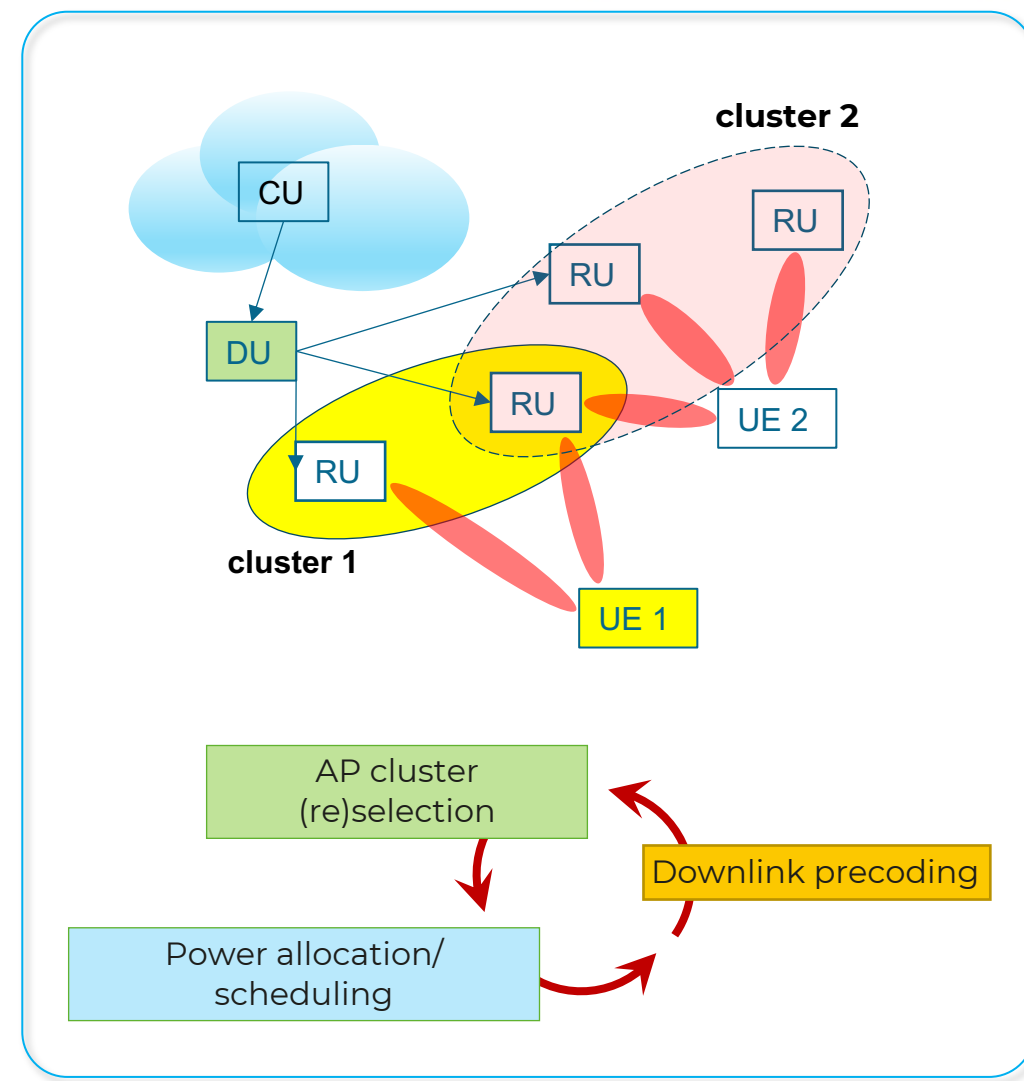 cluster 2
CU
RU
RU
DU
RU
UE 2
RU
cluster 1
UE 1
AP cluster
(re)selection
Downlink precoding
Power allocation/
scheduling